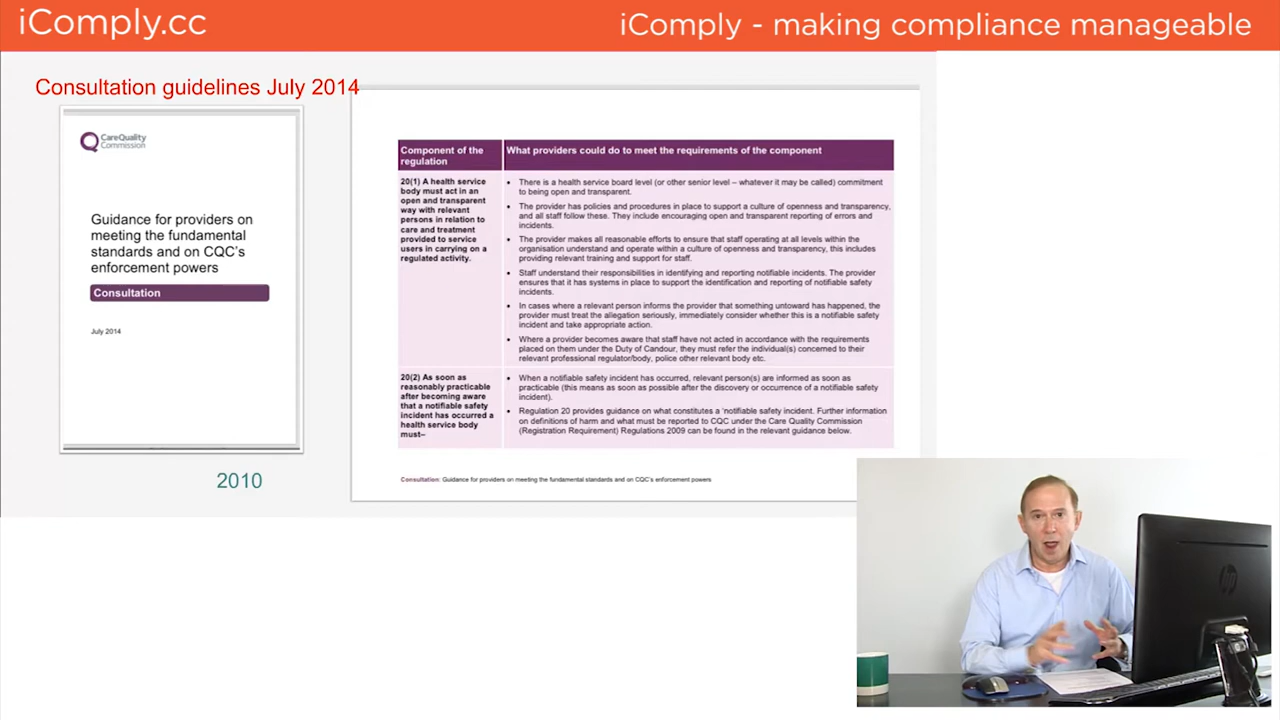 iComply.cc
iComply - making compliance manageable
Consultation guidelines July 2014
CareQuality
Commission
Guidance for providers on
meeting the fundamental
standards and on CQC's
enforcement powers
Consultation
July 2014
2010
Component of the
regulation
What providers could do to meet the requirements of the component
20(1) A health service
body must act in an
open and transparent
way with relevant
persons in relation to
care and treatment
provided to service
users in carrying on a
regulated activity.
• There is a health service board level (or other senior level – whatever it may be called) commitment
to being open and transparent.
• The provider has policies and procedures in place to support a culture of openness and transparency,
and all staff follow these. They include encouraging open and transparent reporting of errors and
incidents.
• The provider makes all reasonable efforts to ensure that staff operating at all levels within the
organisation understand and operate within a culture of openness and transparency, this includes
providing relevant training and support for staff.
• Staff understand their responsibilities in identifying and reporting notifiable incidents. The provider
ensures that it has systems in place to support the identification and reporting of notifiable safety
incidents.
• In cases where a relevant person informs the provider that something untoward has happened, the
provider must treat the allegation seriously, immediately consider whether this is a notifiable safety
incident and take appropriate action.
• Where a provider becomes aware that staff have not acted in accordance with the requirements
placed on them under the Duty of Candour, they must refer the individual(s) concerned to their
relevant professional regulator/body, police other relevant body etc.
20(2) As soon as
reasonably practicable
after becoming aware
that a notifiable safety
incident has occurred a
health service body
must–
• When a notifiable safety incident has occurred, relevant person(s) are informed as soon as
practicable (this means as soon as possible after the discovery or occurrence of a notifiable safety
incident).
• Regulation 20 provides guidance on what constitutes a 'notifiable safety incident. Further information
on definitions of harm and what must be reported to CQC under the Care Quality Commission
(Registration Requirement) Regulations 2009 can be found in the relevant guidance below.
Consultation: Guidance for providers on meeting the fundamental standards and on CQC's enforcement powers
hp